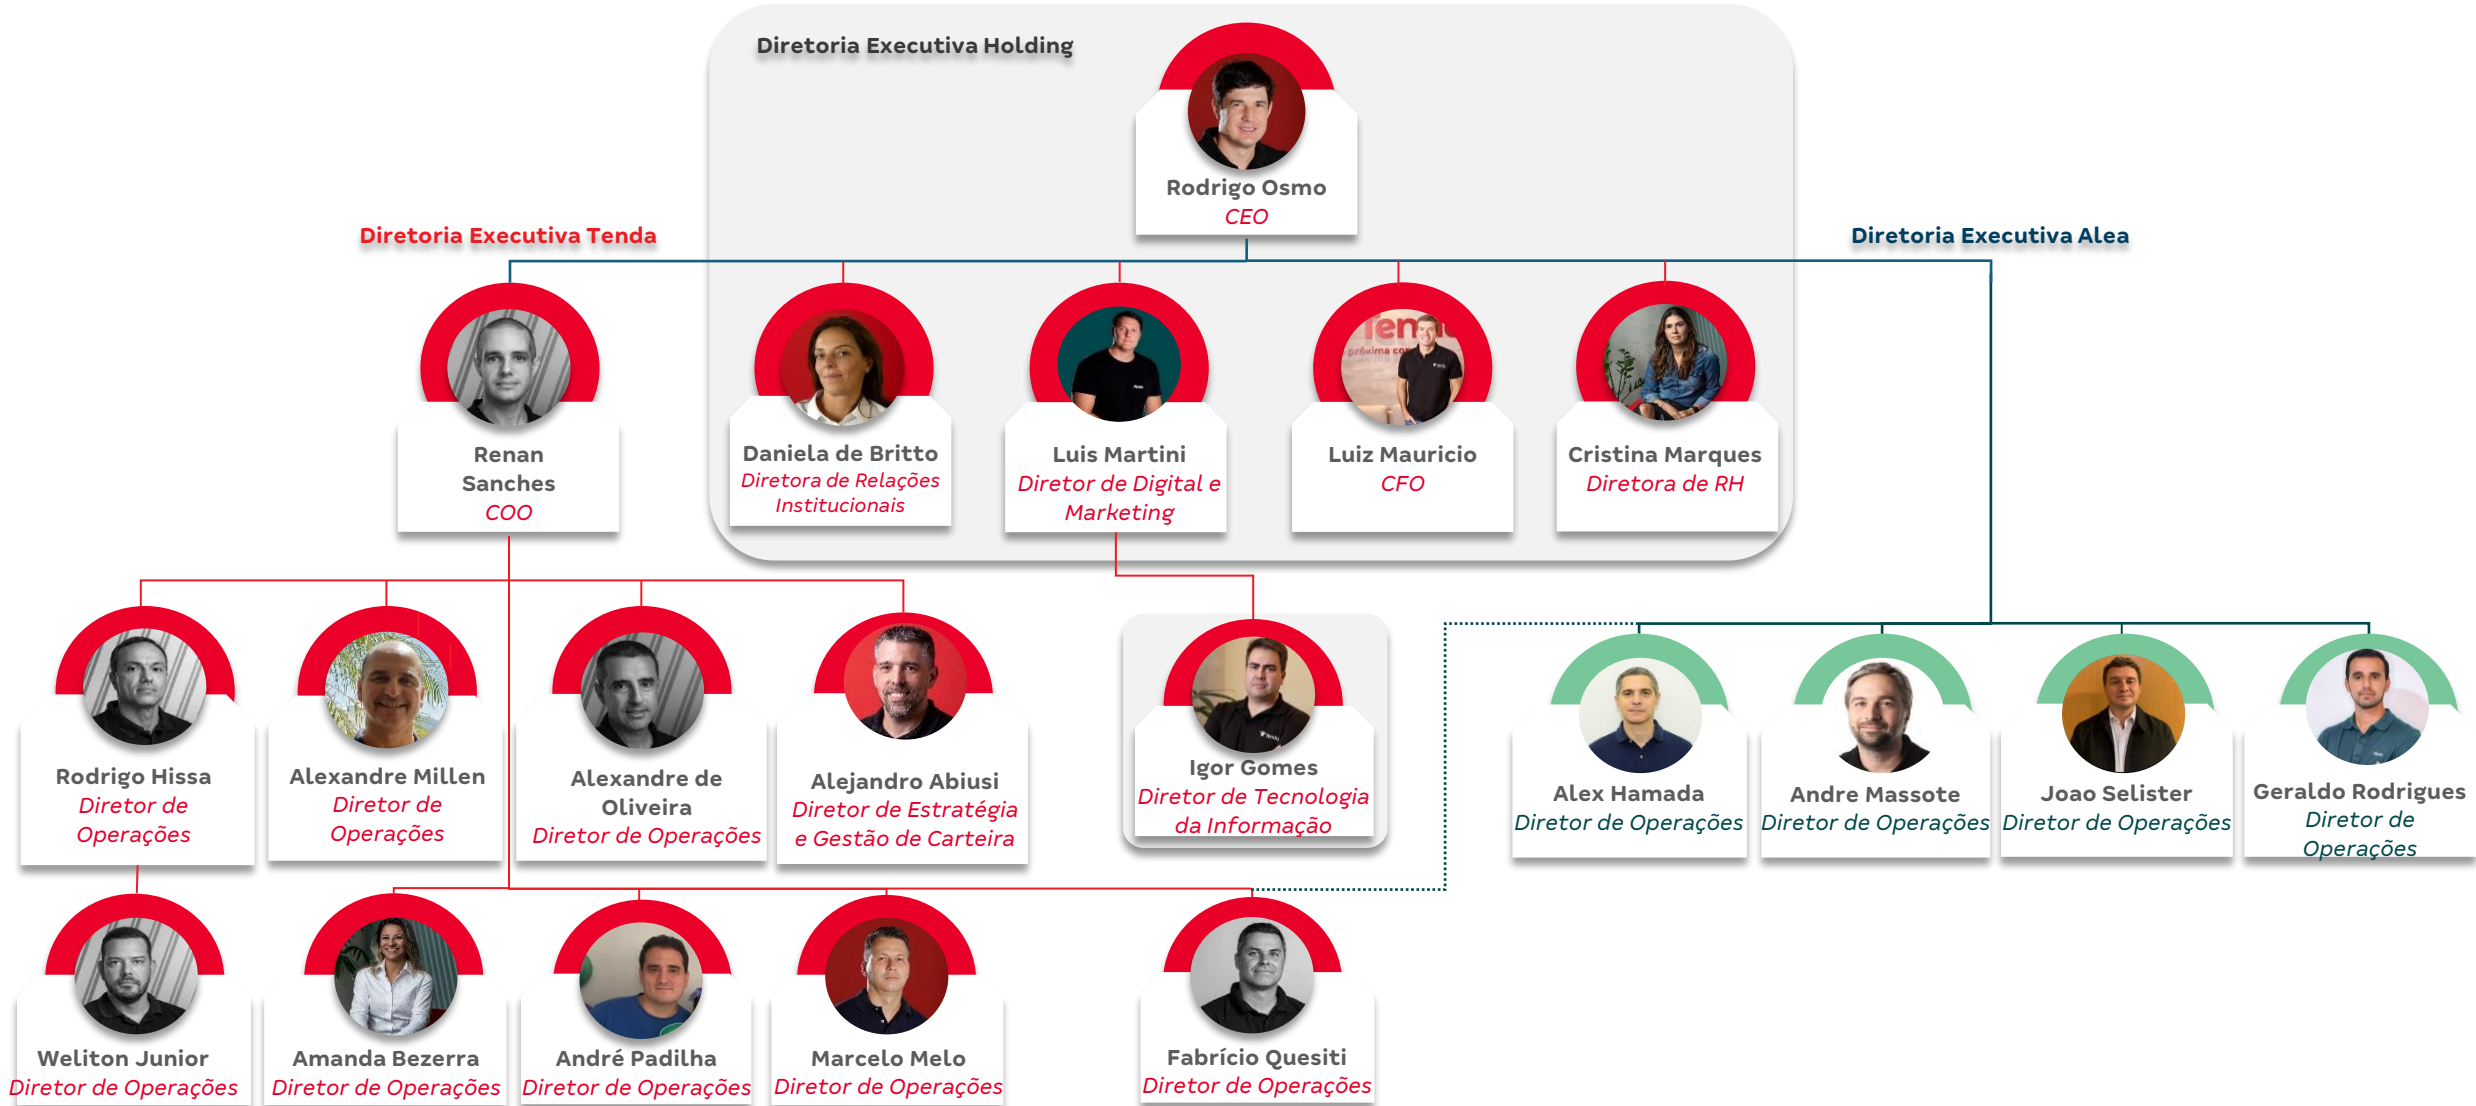 Diretoria Executiva Holding
Rodrigo Osmo
CEO
Diretoria Executiva Tenda
Diretoria Executiva Alea
Renan
Sanches
COO
Daniela de Britto
Diretora de Relações
Institucionais
Luis Martini
Diretor de Digital e
Marketing
Luiz Mauricio
CFO
Cristina Marques
Diretora de RH
Rodrigo Hissa
Diretor de
Operações
Alexandre Millen
Diretor de
Operações
Alexandre de
Oliveira
Diretor de Operações
Alejandro Abiusi
Diretor de Estratégia
e Gestão de Carteira
Igor Gomes
Diretor de Tecnologia
da Informação
Alex Hamada
Diretor de Operações
Andre Massote
Diretor de Operações
Joao Selister
Diretor de Operações
Geraldo Rodrigues
Diretor de
Operações
Weliton Junior
Diretor de Operações
Amanda Bezerra
Diretor de Operações
André Padilha
Diretor de Operações
Marcelo Melo
Diretor de Operações
Fabrício Quesiti
Diretor de Operações